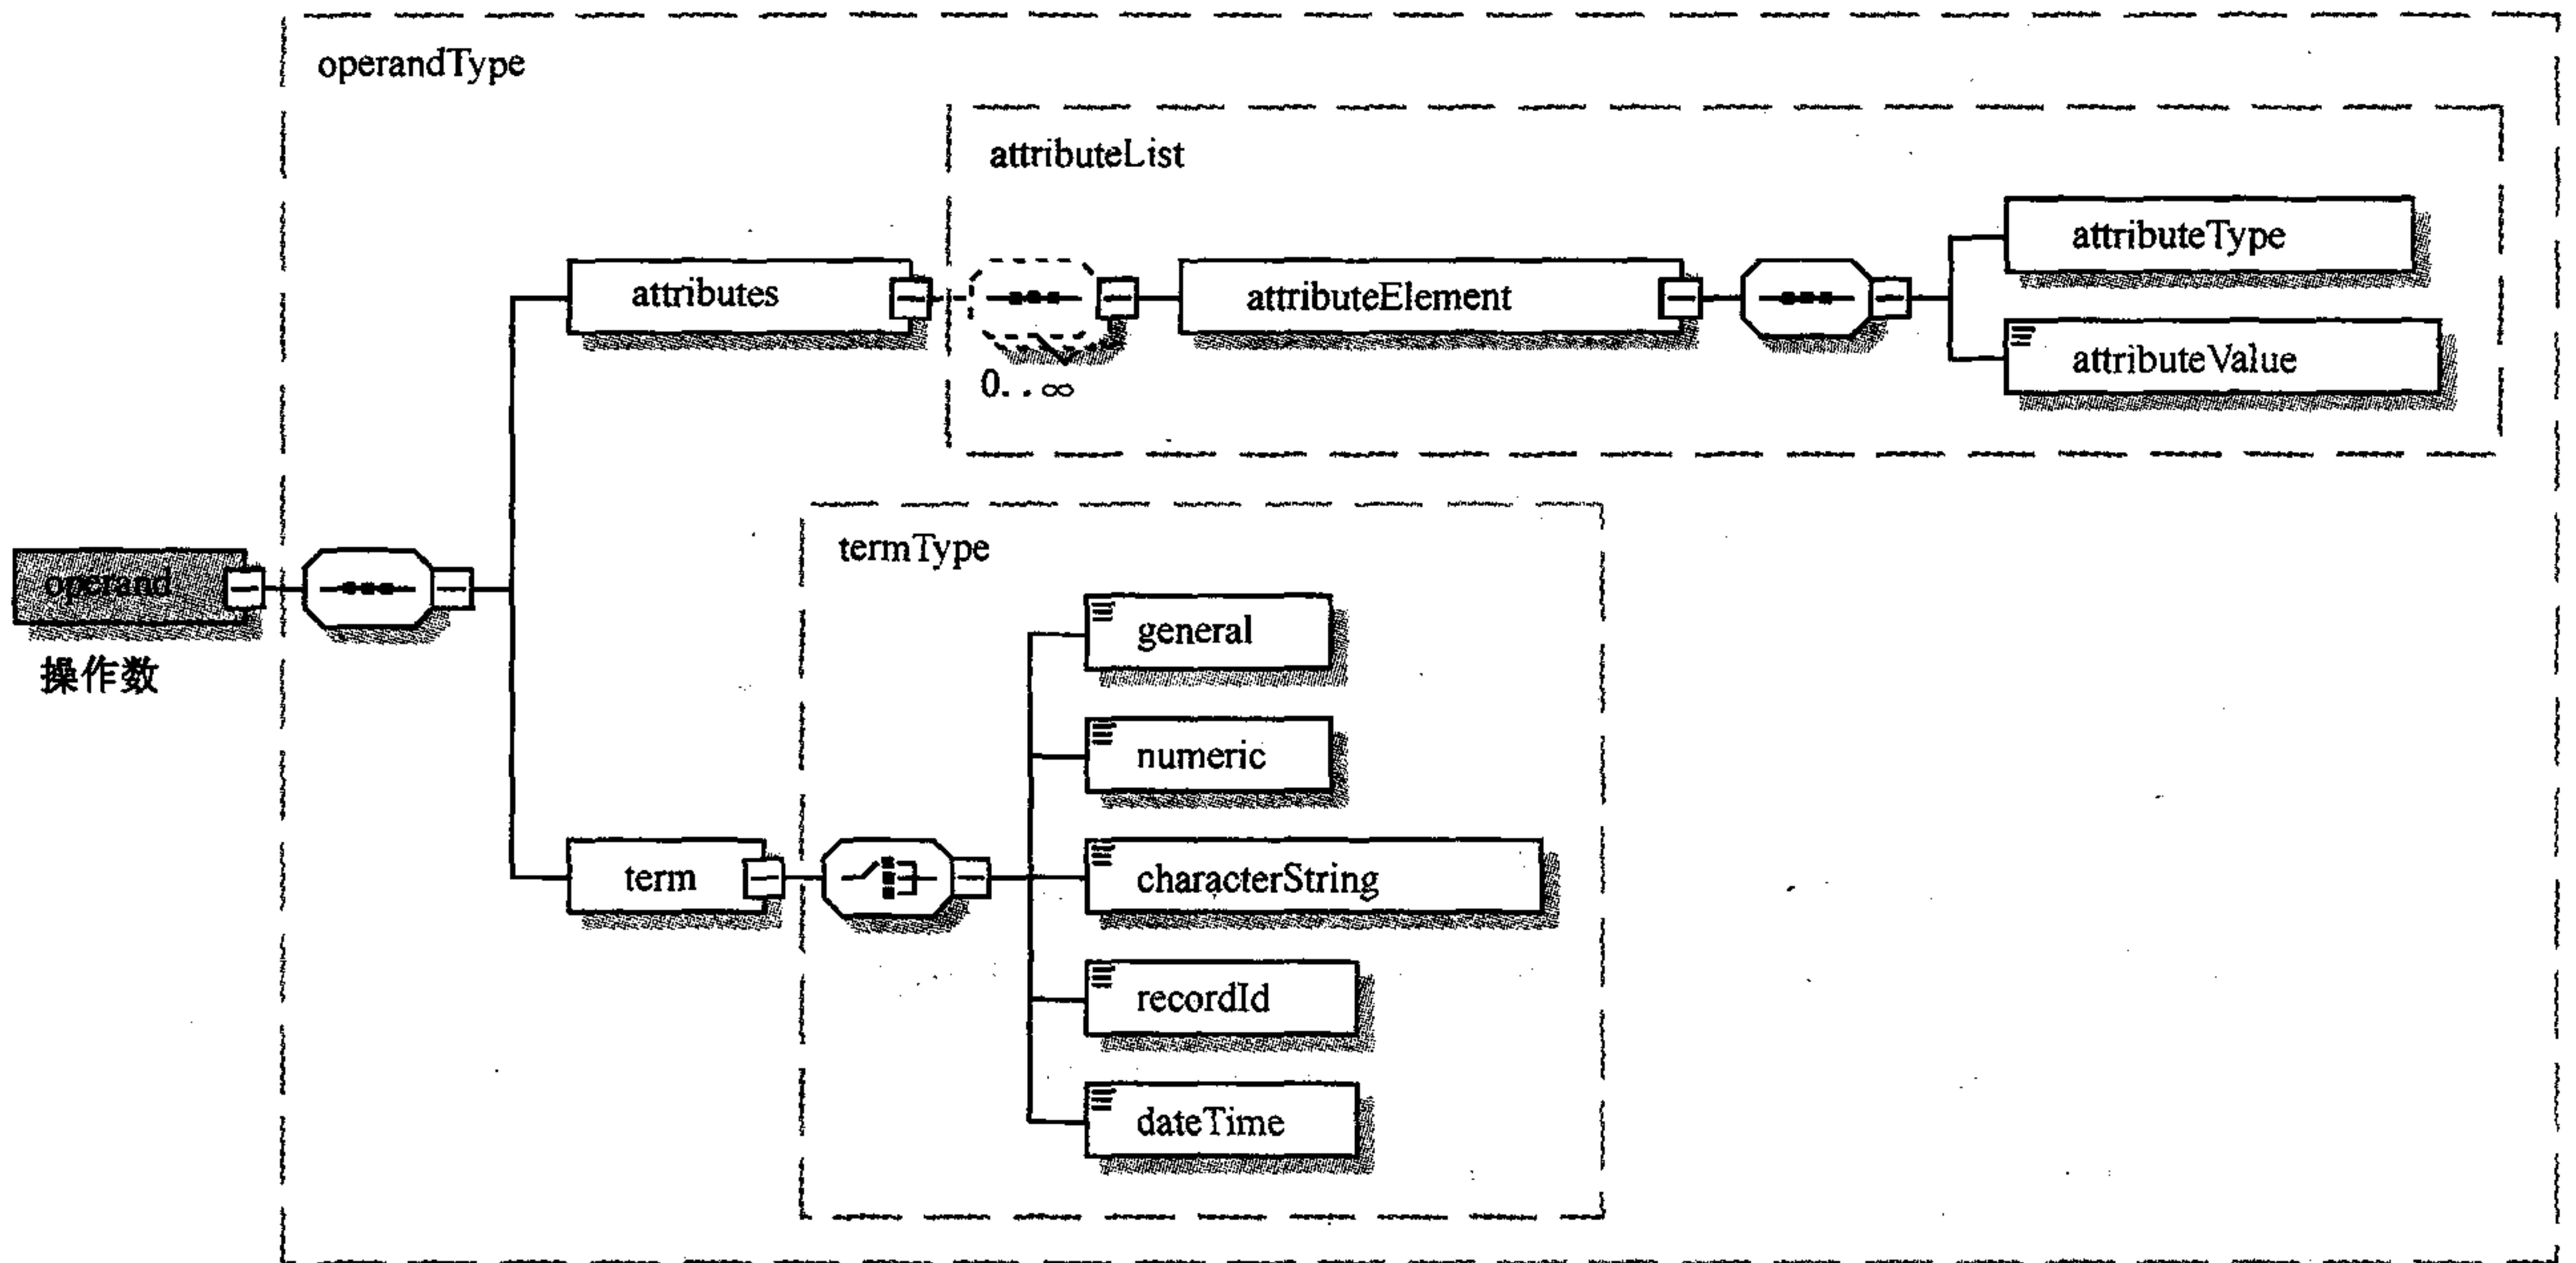 operandType
attributeList
attributeType
attributes
attributeElement
attributeValue
0..∞
termType
operand
操作数
general
numeric
term
characterString
recordId
dateTime